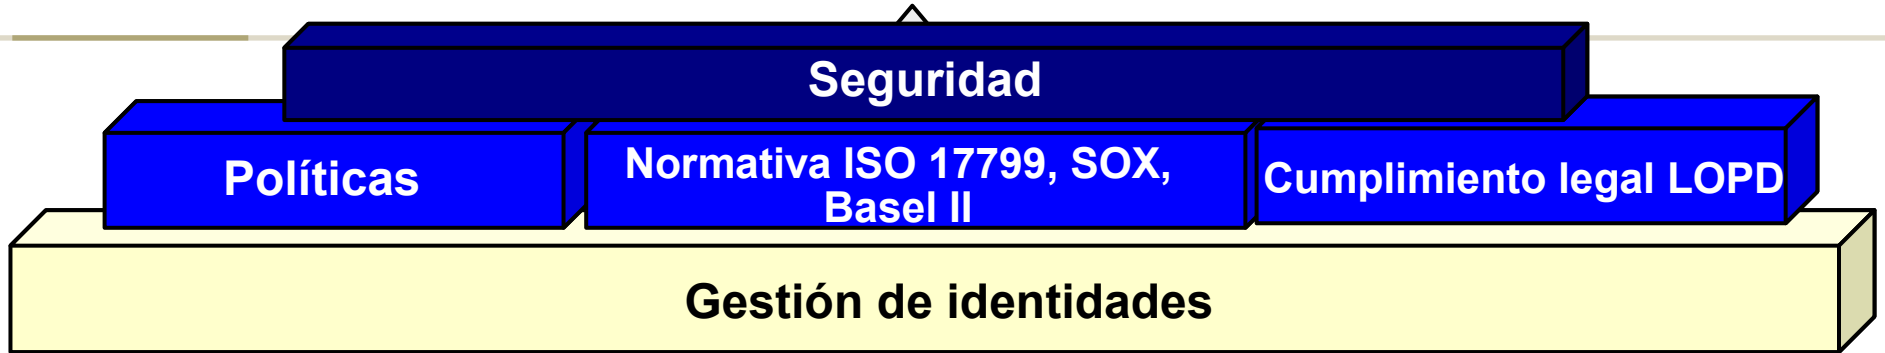 Seguridad
Políticas
Normativa ISO 17799, SOX,
Basel II
Cumplimiento legal LOPD
Gestión de identidades